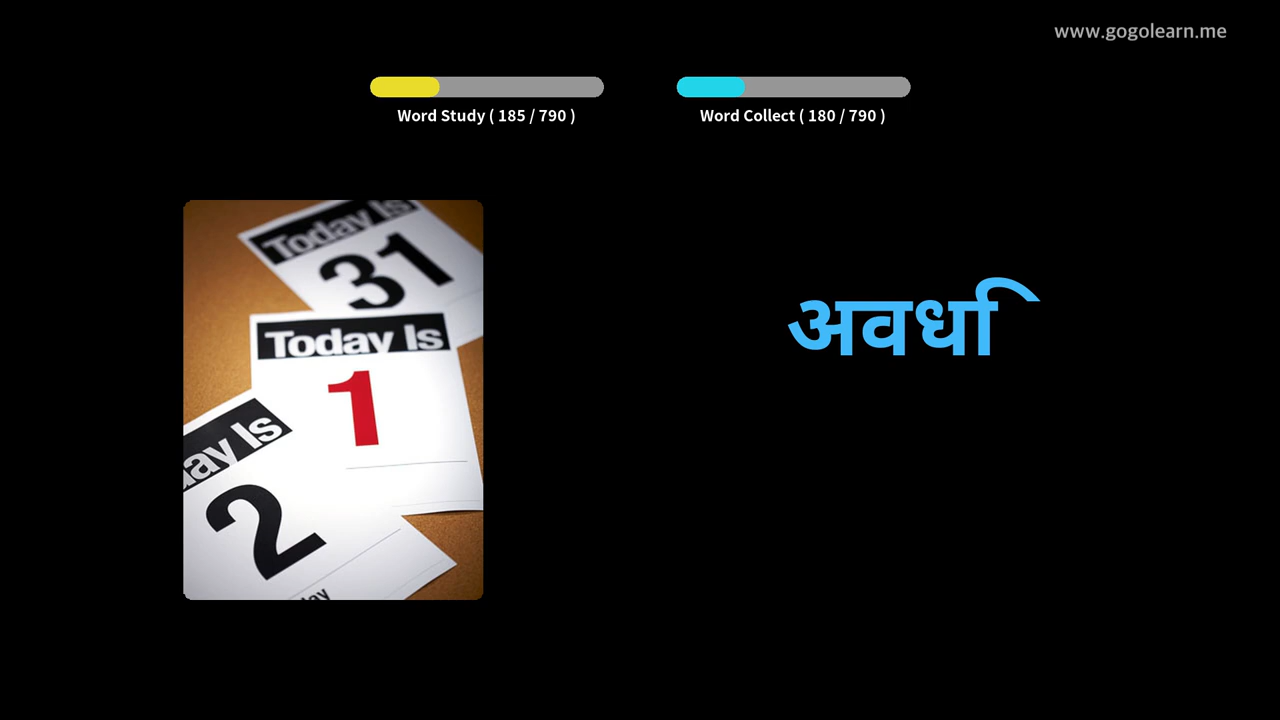 www.gogolearn.me
Word Study ( 185 / 790 )
Word Collect ( 180 / 790 )
Today Is
31
Today Is
1
ay Is
2
अवधि